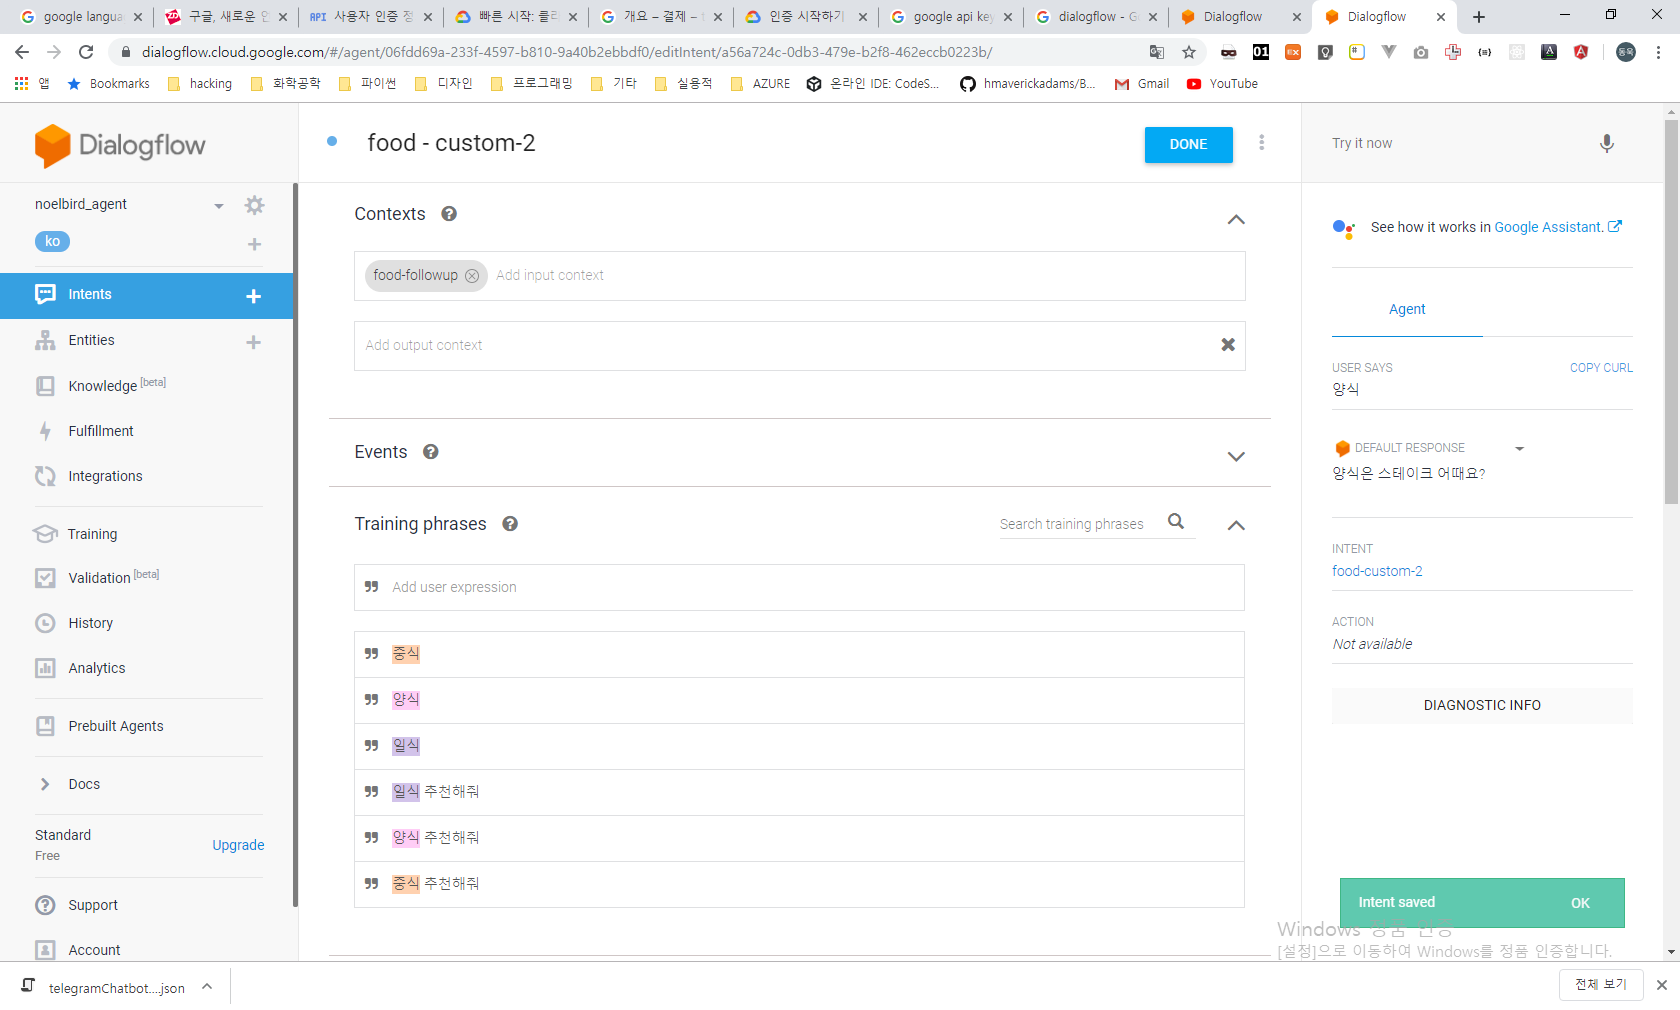 google langua
구글, 새로운 언
API 사용자 인증 정
빠른 시작: 클라
개요 – 결제 –
인증 시작하기
google api key
dialogflow - G
Dialogflow
Dialogflow
dialogflow.cloud.google.com/#/agent/06fdd69a-233f-4597-b810-9a40b2ebbdf0/editIntent/a56a724c-0db3-479e-b2f8-462eccb0223b/
앱
Bookmarks
hacking
화학공학
파이썬
디자인
프로그래밍
기타
실용적
AZURE
온라인 IDE: CodeS...
hmaverickadams/B...
Gmail
YouTube
Dialogflow
food - custom-2
DONE
Try it now
noelbird_agent
ko
Intents
Entities
Knowledge [beta]
Fulfillment
Integrations
Training
Validation [beta]
History
Analytics
Prebuilt Agents
Docs
Standard
Free
Upgrade
Support
Account
Contexts
food-followup
Add input context
Add output context
Events
Training phrases
Search training phrases
Add user expression
중식
양식
일식
일식 추천해줘
양식 추천해줘
중식 추천해줘
See how it works in Google Assistant.
Agent
USER SAYS
COPY CURL
양식
DEFAULT RESPONSE
양식은 스테이크 어때요?
INTENT
food-custom-2
ACTION
Not available
DIAGNOSTIC INFO
Intent saved
OK
Windows 정품 인증
[설정]으로 이동하여 Windows를 정품 인증합니다.
telegramChatbot....json
전체 보기